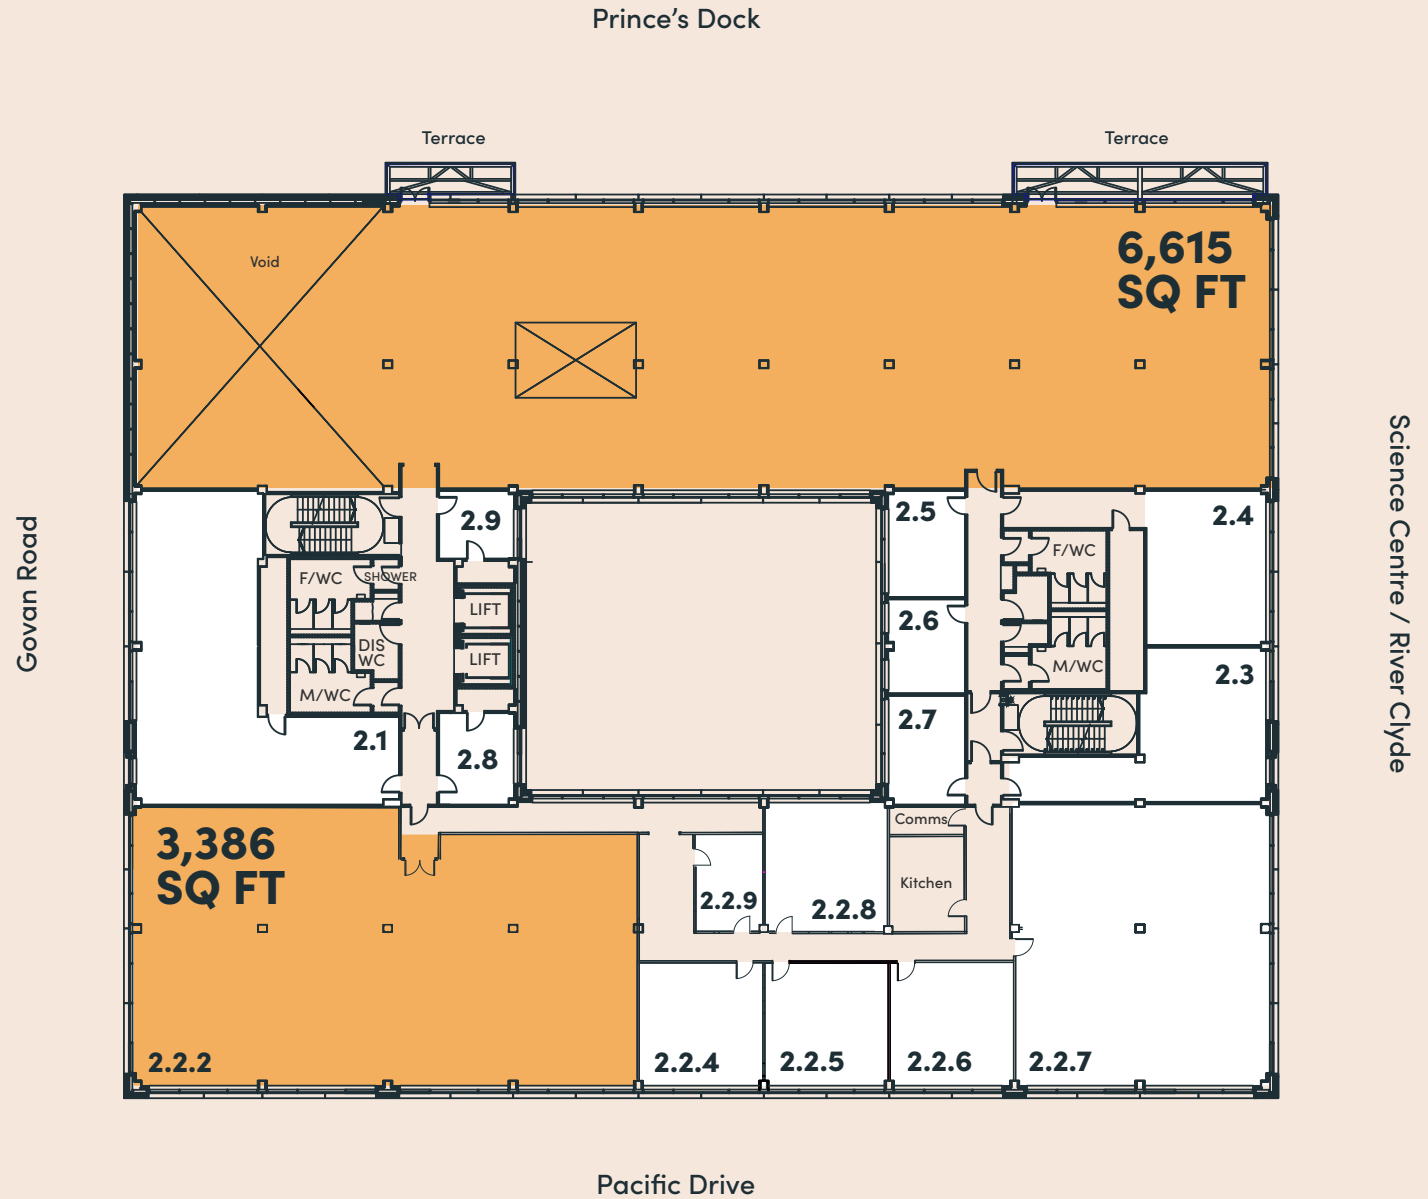 Prince's Dock
Terrace
Terrace
Void
6,615
SQ FT
Govan Road
Science Centre / River Clyde
2.9
2.5
2.4
F/WC
SHOWER
F/WC
LIFT
2.6
DIS
WC
LIFT
M/WC
M/WC
2.3
2.1
2.8
2.7
3,386
SQ FT
Comms
Kitchen
2.2.9
2.2.8
2.2.2
2.2.4
2.2.5
2.2.6
2.2.7
Pacific Drive